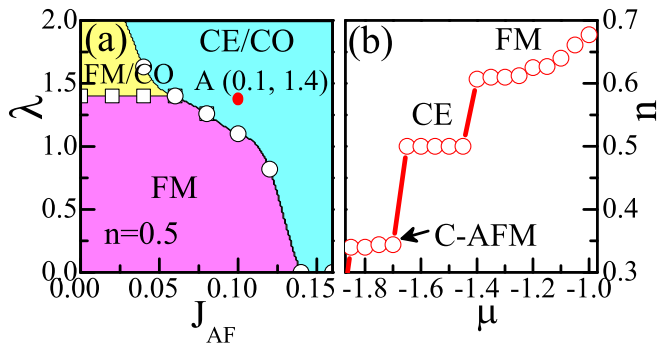 (a)
CE/CO
FM/CO
A (0.1, 1.4)
FM
n=0.5
λ
2.0
1.5
1.0
0.5
0.0
0.00 0.05 0.10 0.15
J_AF
(b)
FM
CE
C-AFM
n
0.7
0.6
0.5
0.4
0.3
-1.8 -1.6 -1.4 -1.2 -1.0
μ